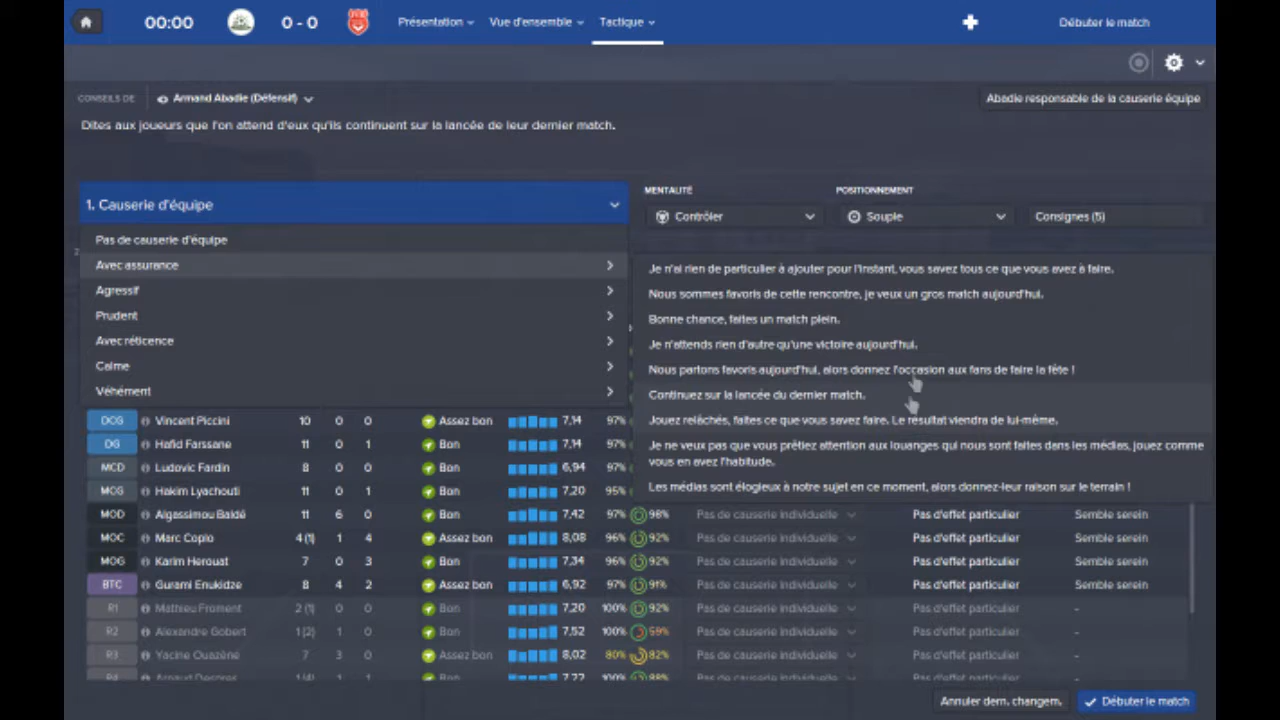 00:00 0 - 0 Présentation Vue d'ensemble Tactique Débuter le match
CONSEILS DE Armand Abadie (Défensif) Abadie responsable de la causerie équipe
Dites aux joueurs que l'on attend d'eux qu'ils continuent sur la lancée de leur dernier match.
MENTALITÉ POSITIONNEMENT
1. Causerie d'équipe
Contrôler Souple Consignes (5)
Pas de causerie d'équipe
Avec assurance
Agressif
Prudent
Avec réticence
Calme
Véhément
Je n'ai rien de particulier à ajouter pour l'instant, vous savez tous ce que vous avez à faire.
Nous sommes favoris de cette rencontre, je veux un gros match aujourd'hui.
Bonne chance, faites un match plein.
Je n'attends rien d'autre qu'une victoire aujourd'hui.
Nous partons favoris aujourd'hui, alors donnez l'occasion aux fans de faire la fête !
Continuez sur la lancée du dernier match.
Jouez relâchés, faites ce que vous savez faire. Le résultat viendra de lui-même.
Je ne veux pas que vous prêtiez attention aux louanges qui nous sont faites dans les médias, jouez comme
vous en avez l'habitude.
Les médias sont élogieux à notre sujet en ce moment, alors donnez-leur raison sur le terrain !
DCG Vincent Piccini 10 0 0 Assez bon 7,14 97%
DG Hafid Farssane 11 0 1 Bon 7,14 97%
MCD Ludovic Fardin 8 0 0 Bon 6,94 97%
MCG Hakim Lyachouti 11 0 1 Bon 7,20 95%
MOD Algassimou Baldé 11 6 0 Bon 7,42 97% 98% Pas de causerie individuelle Pas d'effet particulier Semble serein
MOC Marc Copio 4 (1) 1 4 Assez bon 8,08 96% 92% Pas de causerie individuelle Pas d'effet particulier Semble serein
MOG Karim Herouat 7 0 3 Bon 7,34 96% 92% Pas de causerie individuelle Pas d'effet particulier Semble serein
BTC Gurami Enukidze 8 4 2 Assez bon 6,92 97% 91% Pas de causerie individuelle Pas d'effet particulier Semble serein
R1 Mathieu Froment 2 (1) 0 0 Bon 7,20 100% 92% Pas de causerie individuelle Pas d'effet particulier -
R2 Alexandre Gobert 1 (2) 1 0 Bon 7,52 100% 59% Pas de causerie individuelle Pas d'effet particulier -
R3 Yacine Ouazène 7 3 0 Assez bon 8,02 80% 82% Pas de causerie individuelle Pas d'effet particulier -
Bon 7,22 100% 88% Pas de causerie individuelle Pas d'effet particulier
Annuler dern. changem. Débuter le match